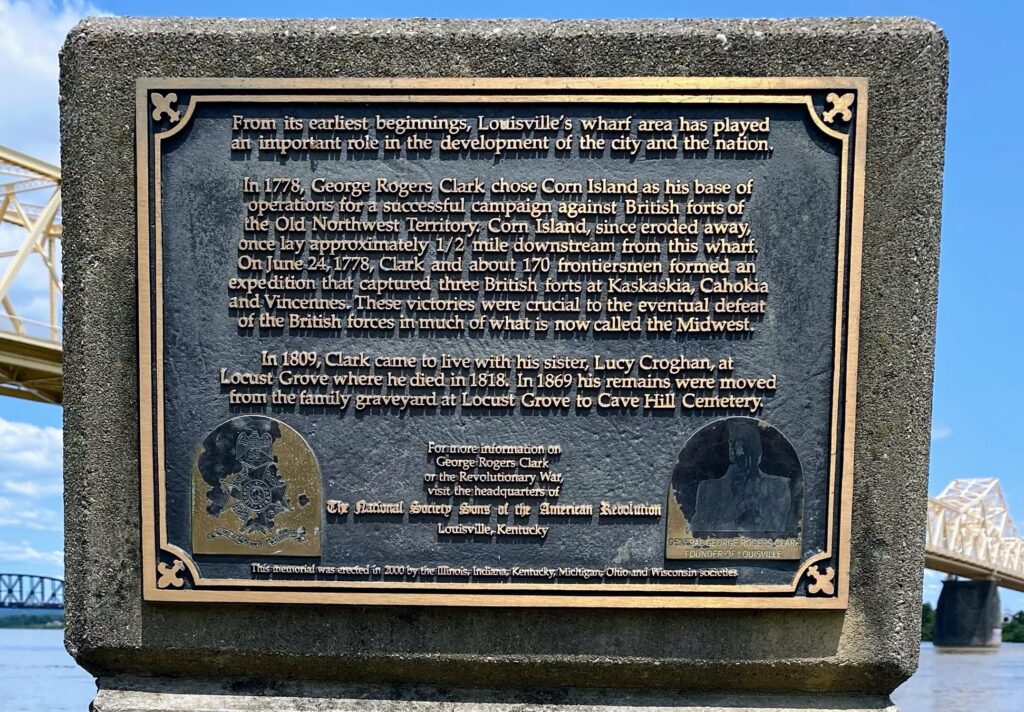 From its earliest beginnings, Louisville's wharf area has played
an important role in the development of the city and the nation.
In 1778, George Rogers Clark chose Corn Island as his base of
operations for a successful campaign against British forts of
the Old Northwest Territory. Corn Island, since eroded away,
once lay approximately 1/2 mile downstream from this wharf.
On June 24, 1778, Clark and about 170 frontiersmen formed an
expedition that captured three British forts at Kaskaskia, Cahokia
and Vincennes. These victories were crucial to the eventual defeat
of the British forces in much of what is now called the Midwest.
In 1809, Clark came to live with his sister, Lucy Croghan, at
Locust Grove where he died in 1818. In 1869 his remains were moved
from the family graveyard at Locust Grove to Cave Hill Cemetery.
For more information on
George Rogers Clark
or the Revolutionary War,
visit the headquarters of
The National Society Sons of the American Revolution
Louisville, Kentucky
GENERAL GEORGE ROGERS CLARK
FOUNDER OF LOUISVILLE
This memorial was erected in 2000 by the Illinois, Indiana, Kentucky, Michigan, Ohio and Wisconsin societies.